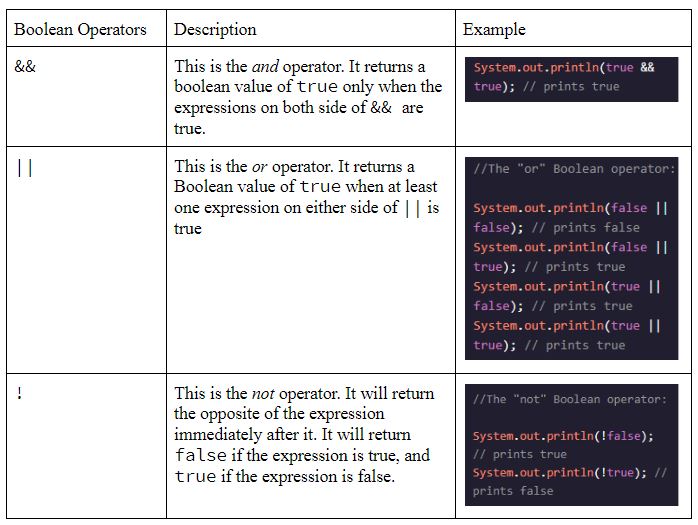 Boolean Operators Description Example
&&
This is the and operator. It returns a
boolean value of true only when the
expressions on both side of && are
true.
System.out.println(true &&
true); // prints true
||
This is the or operator. It returns a
Boolean value of true when at least
one expression on either side of || is
true
//The "or" Boolean operator:
System.out.println(false ||
false); // prints false
System.out.println(false ||
true); // prints true
System.out.println(true ||
false); // prints true
System.out.println(true ||
true); // prints true
!
This is the not operator. It will return
the opposite of the expression
immediately after it. It will return
false if the expression is true, and
true if the expression is false.
//The "not" Boolean operator:
System.out.println(!false);
// prints true
System.out.println(!true); //
prints false